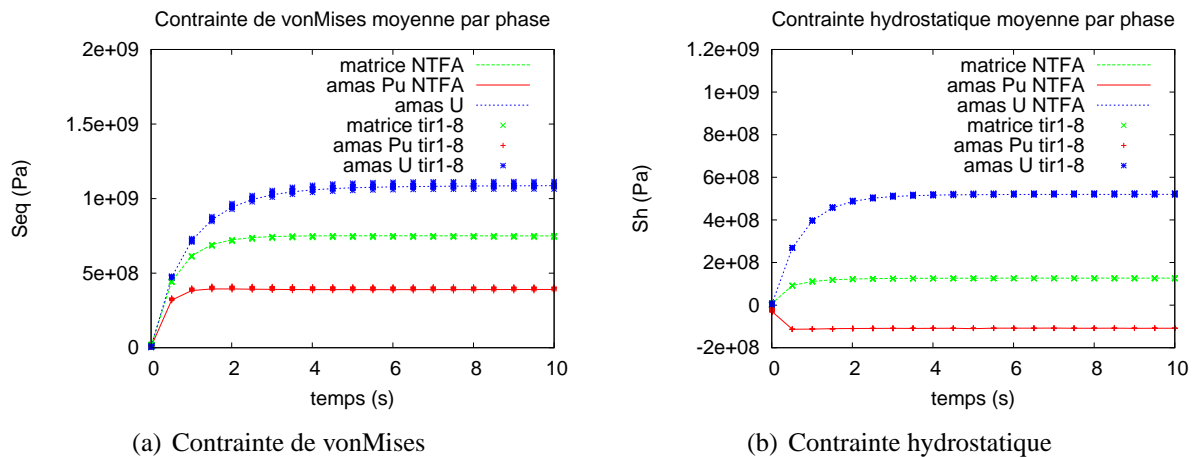 Contrainte de vonMises moyenne par phase
2e+09
1.5e+09
1e+09
5e+08
0
Seq (Pa)
matrice NTFA
amas Pu NTFA
amas U
matrice tir1-8
amas Pu tir1-8
amas U tir1-8
0 2 4 6 8 10
temps (s)
(a) Contrainte de vonMises
Contrainte hydrostatique moyenne par phase
1.2e+09
1e+09
8e+08
6e+08
4e+08
2e+08
0
-2e+08
Sh (Pa)
matrice NTFA
amas Pu NTFA
amas U NTFA
matrice tir1-8
amas Pu tir1-8
amas U tir1-8
0 2 4 6 8 10
temps (s)
(b) Contrainte hydrostatique